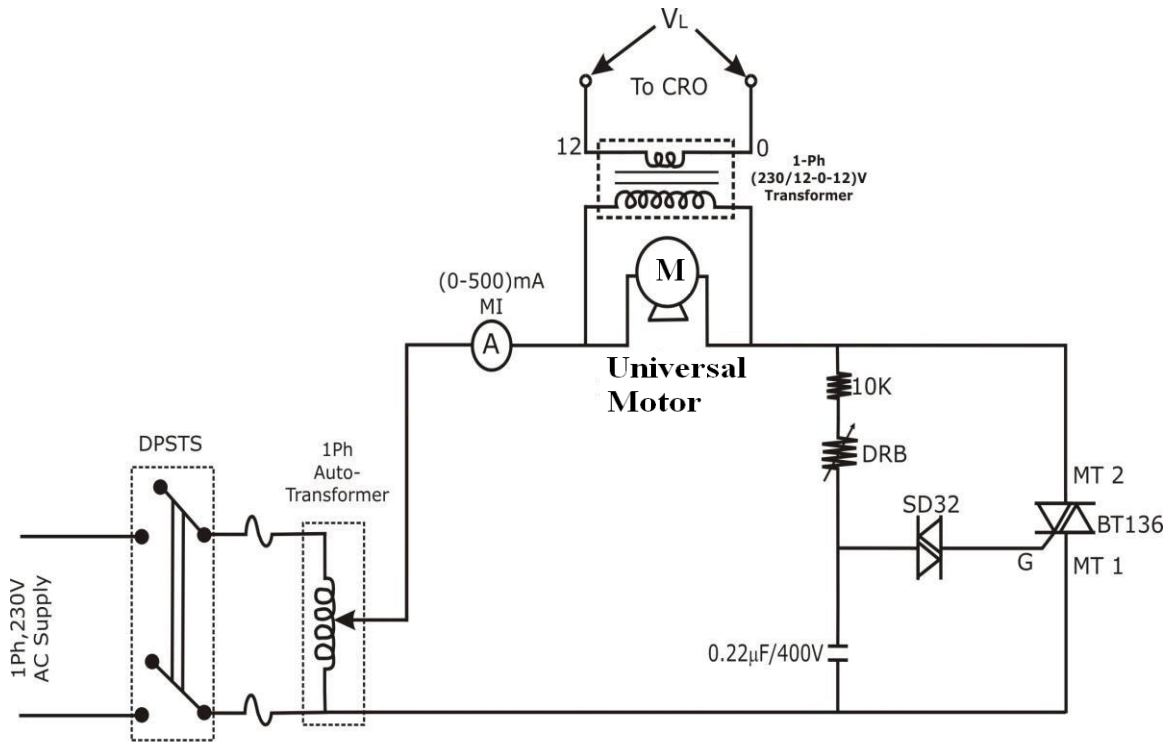 VL
To CRO
12
0
1-Ph
(230/12-0-12)V
Transformer
M
(0-500)mA
MI
A
Universal
Motor
10K
DRB
DPSTS
1Ph
Auto-
Transformer
MT 2
SD32
BT136
G
MT 1
1Ph,230V
AC Supply
0.22µF/400V